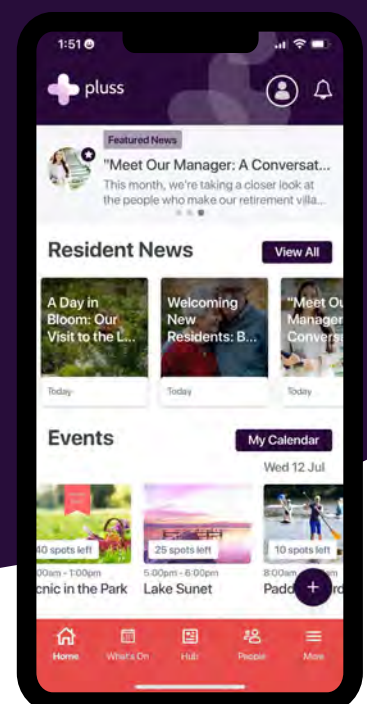 1:51
pluss
Featured News
"Meet Our Manager: A Conversat...
This month, we're taking a closer look at
the people who make our retirement villa...
Resident News
View All
A Day in
Bloom: Our
Visit to the L...
Today
Welcoming
New
Residents: B...
Today
"Meet Ou
Manager
Convers
Today
Events
My Calendar
Wed 12 Jul
40 spots left
00am - 1:00pm
cnic in the Park
25 spots left
5:00pm - 6:00pm
Lake Sunet
10 spots left
8:00am
Padd
Home
What's On
Hub
People
More